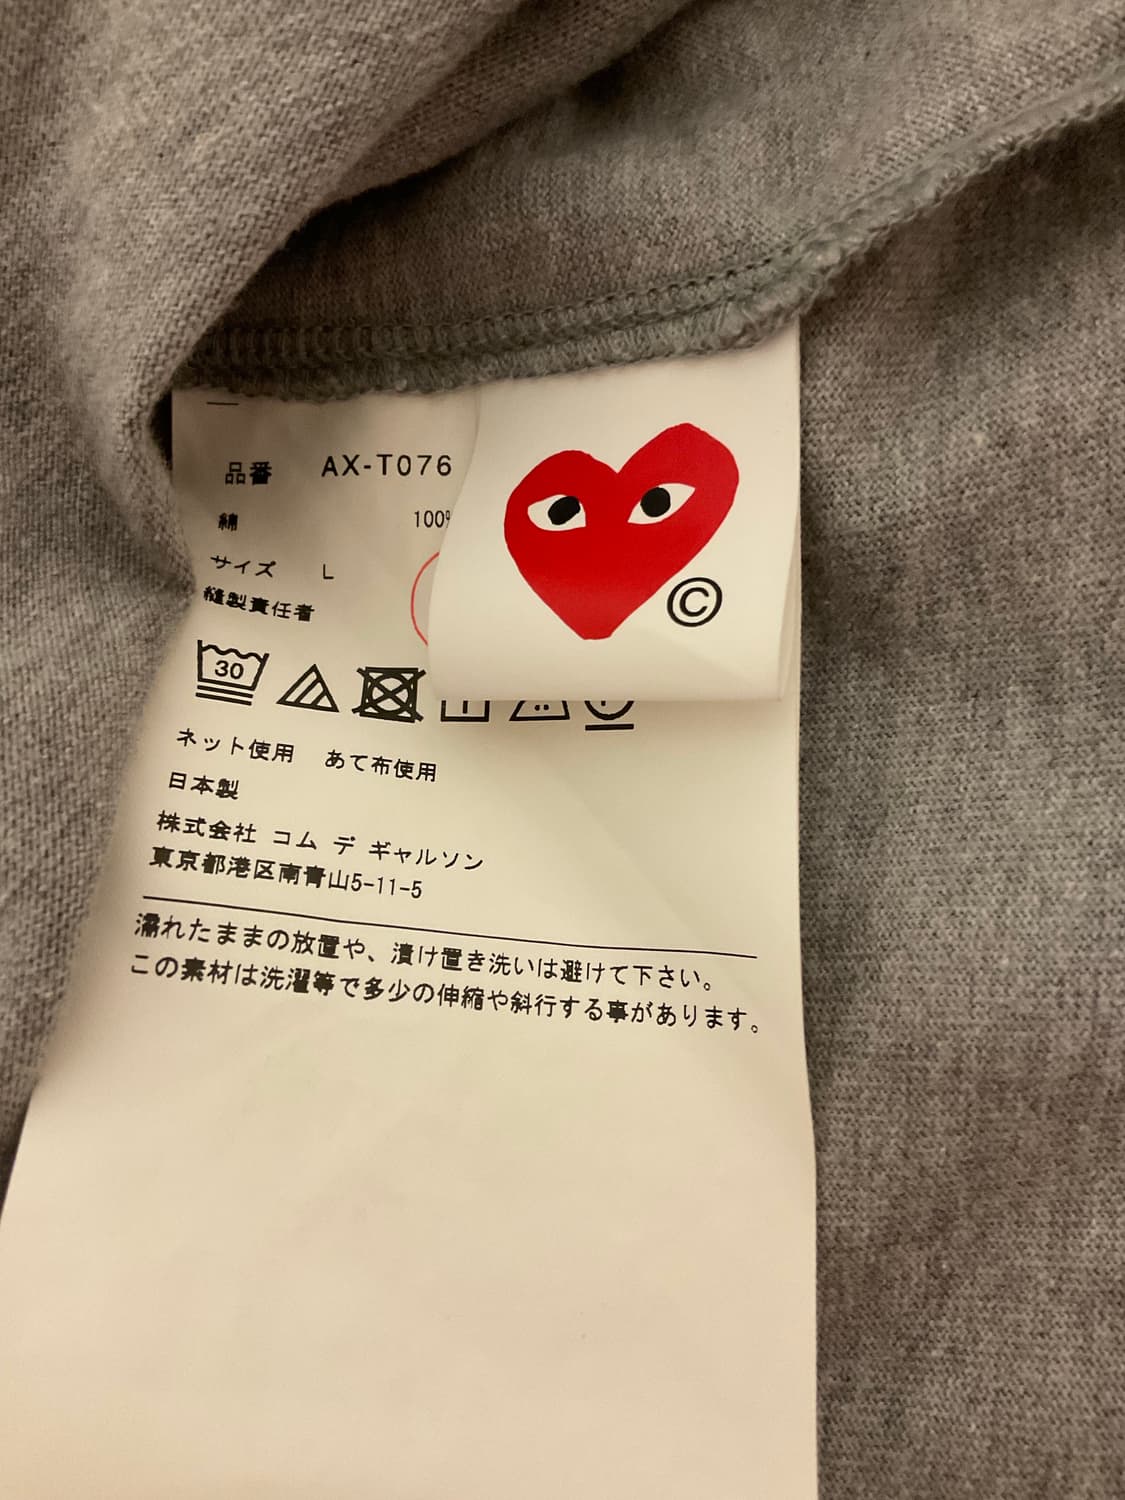 品番 AX-T076
綿 100%
サイズ L
縫製責任者
©
30
ネット使用 あて布使用
日本製
株式会社 コム デ ギャルソン
東京都港区南青山5-11-5
濡れたままの放置や、漬け置き洗いは避けて下さい。
この素材は洗濯等で多少の伸縮や斜行する事があります。